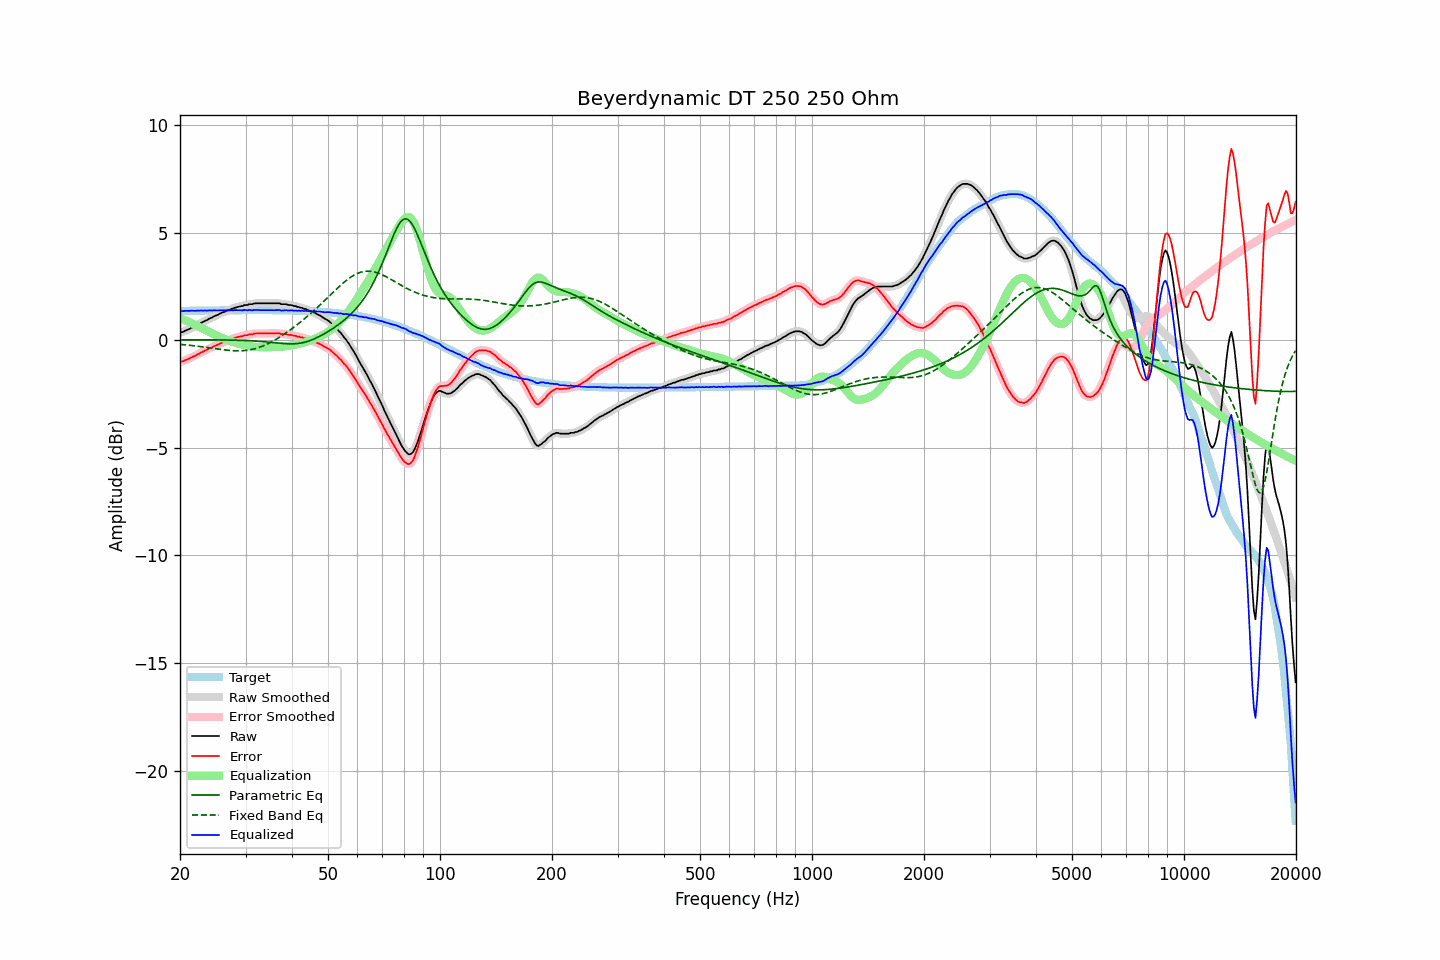 Beyerdynamic DT 250 250 Ohm
10
5
0
−5
−10
−15
−20
Amplitude (dBr)
Target
Raw Smoothed
Error Smoothed
Raw
Error
Equalization
Parametric Eq
Fixed Band Eq
Equalized
20 50 100 200 500 1000 2000 5000 10000 20000
Frequency (Hz)